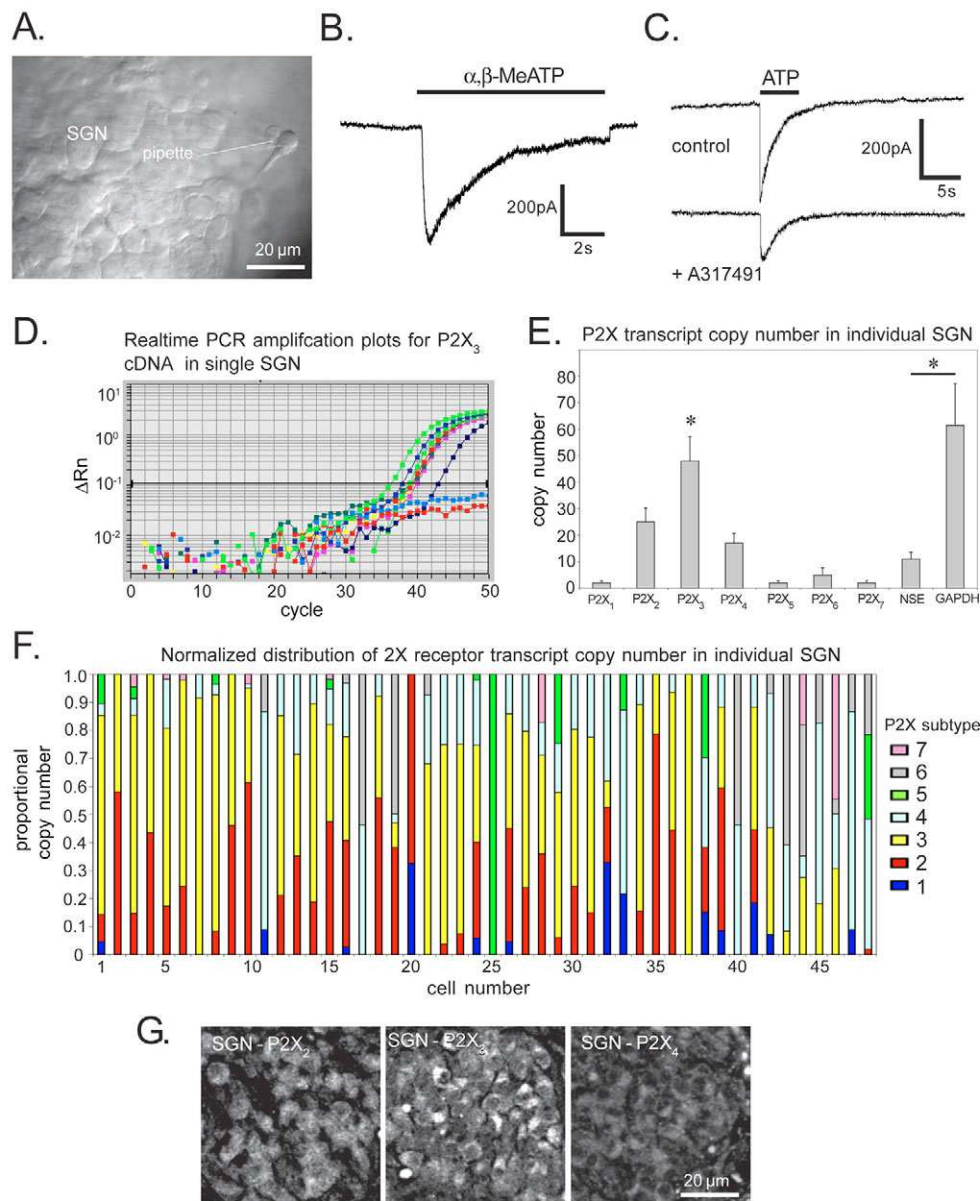 A.
SGN
pipette
20 µm
B.
α,β-MeATP
200pA
2s
C.
ATP
control
200pA
5s
+ A317491
D.
Realtime PCR amplifcation plots for P2X₃
cDNA in single SGN
ΔRn
10¹
10⁰
10⁻¹
10⁻²
0 10 20 30 40 50
cycle
E.
P2X transcript copy number in individual SGN
*
*
copy number
80
70
60
50
40
30
20
10
0
P2X₁ P2X₂ P2X₃ P2X₄ P2X₅ P2X₆ P2X₇ NSE GAPDH
F.
Normalized distribution of 2X receptor transcript copy number in individual SGN
proportional
copy number
1.0
0.9
0.8
0.7
0.6
0.5
0.4
0.3
0.2
0.1
0
1 5 10 15 20 25 30 35 40 45
cell number
P2X subtype
7
6
5
4
3
2
1
G.
SGN - P2X₂
SGN - P2X₃
SGN - P2X₄
20 µm